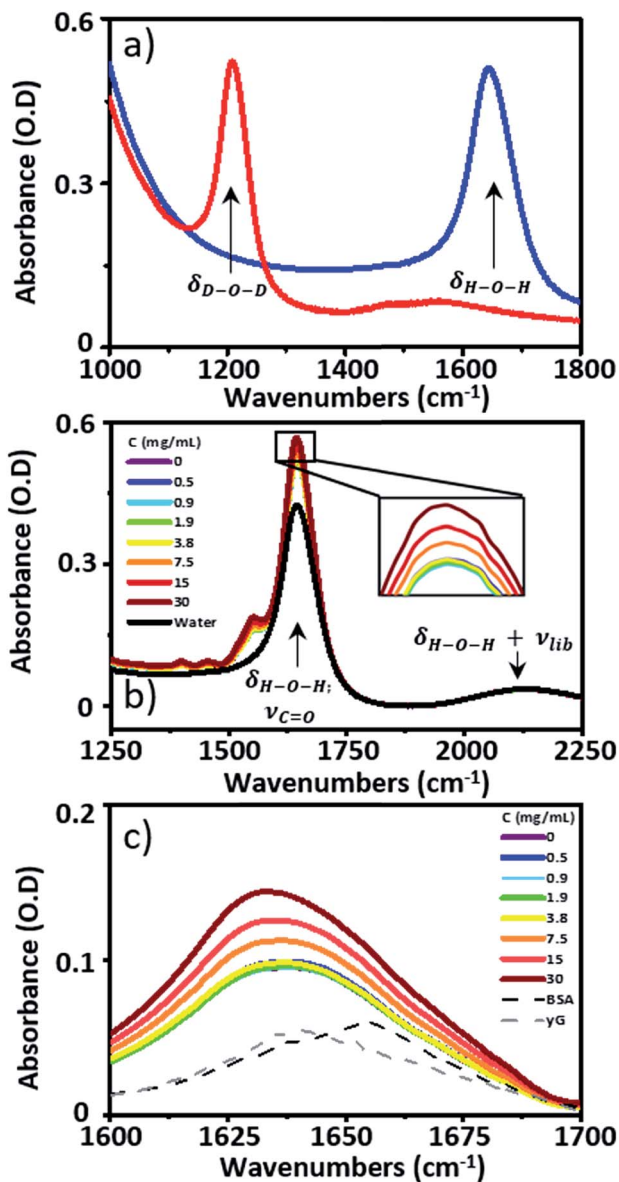 a)
0.6
0.3
0
Absorbance (O.D)
δD-O-D
δH-O-H
1000 1200 1400 1600 1800
Wavenumbers (cm-1)
b)
0.6
0.3
0
Absorbance (O.D)
C (mg/mL)
0
0.5
0.9
1.9
3.8
7.5
15
30
Water
δH-O-H;
νC=O
δH-O-H + νlib
1250 1500 1750 2000 2250
Wavenumbers (cm-1)
c)
0.2
0.1
0
Absorbance (O.D)
C (mg/mL)
0
0.5
0.9
1.9
3.8
7.5
15
30
BSA
yG
1600 1625 1650 1675 1700
Wavenumbers (cm-1)